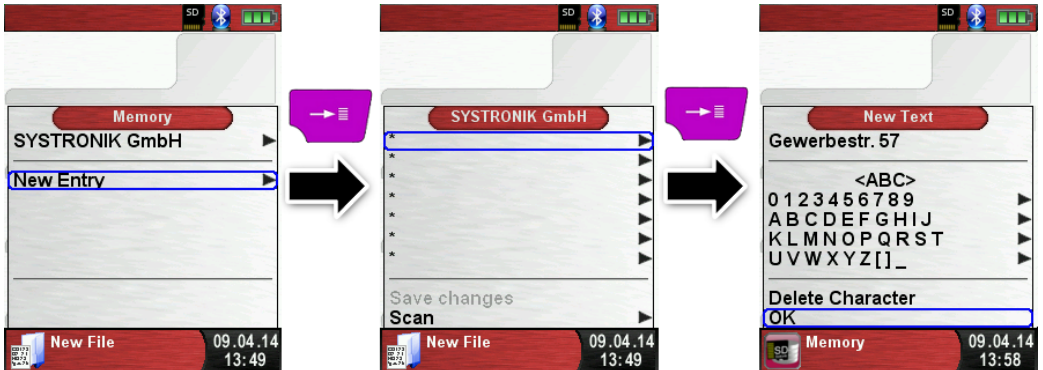 SD
Memory
SYSTRONIK GmbH
New Entry
New File
09.04.14
13:49
SD
SYSTRONIK GmbH
*
*
*
*
*
*
*
Save changes
Scan
New File
09.04.14
13:49
SD
New Text
Gewerbestr. 57
<ABC>
0 1 2 3 4 5 6 7 8 9
A B C D E F G H I J
K L M N O P Q R S T
U V W X Y Z [ ] _
Delete Character
OK
SD
Memory
09.04.14
13:58